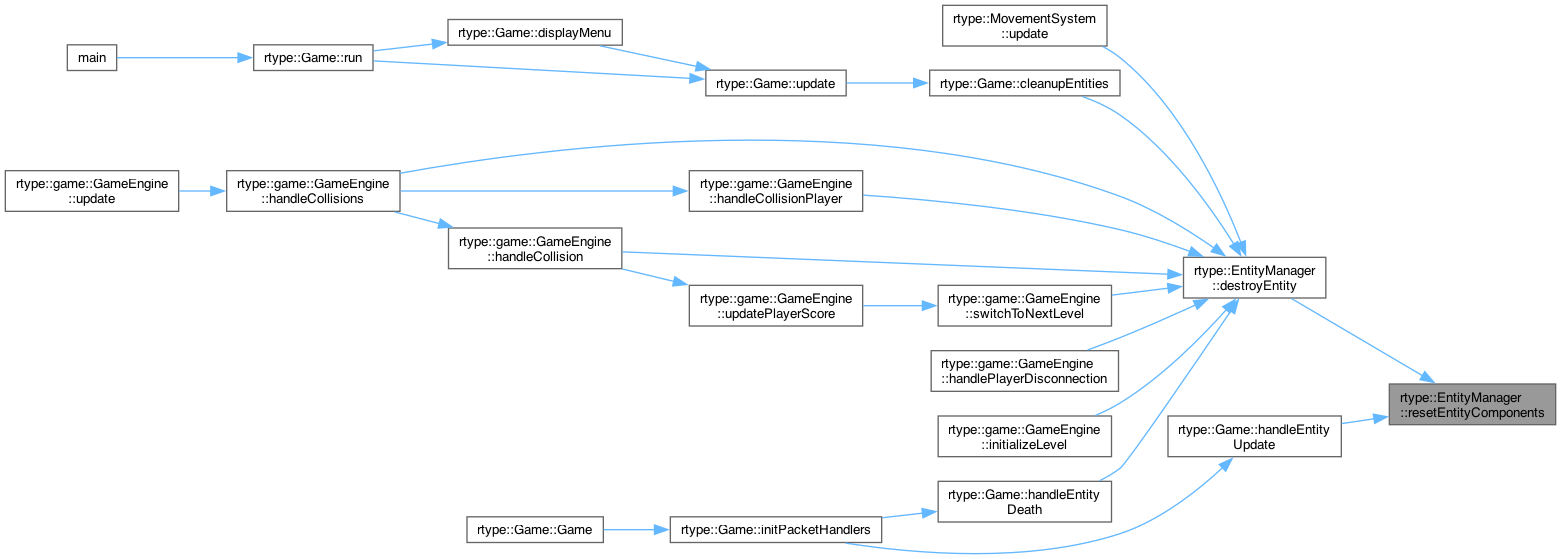 rtype::MovementSystem
::update
rtype::Game::displayMenu
main
rtype::Game::run
rtype::Game::update
rtype::Game::cleanupEntities
rtype::game::GameEngine
::update
rtype::game::GameEngine
::handleCollisions
rtype::game::GameEngine
::handleCollisionPlayer
rtype::game::GameEngine
::handleCollision
rtype::EntityManager
::destroyEntity
rtype::game::GameEngine
::updatePlayerScore
rtype::game::GameEngine
::switchToNextLevel
rtype::game::GameEngine
::handlePlayerDisconnection
rtype::EntityManager
::resetEntityComponents
rtype::game::GameEngine
::initializeLevel
rtype::Game::handleEntity
Update
rtype::Game::handleEntity
Death
rtype::Game::Game
rtype::Game::initPacketHandlers